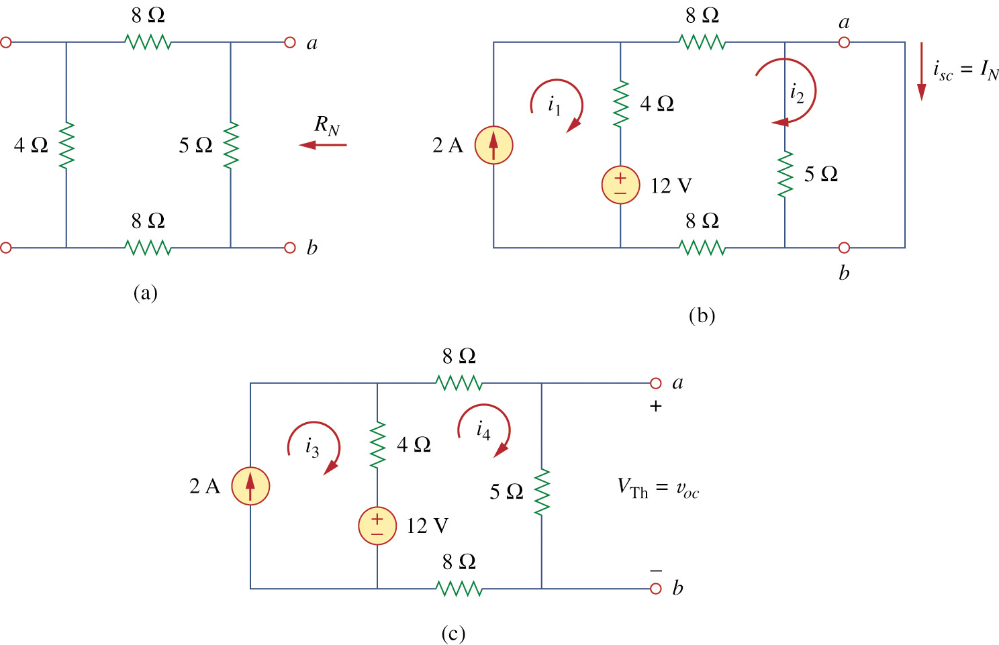 8 Ω
a
4 Ω
5 Ω
R_N
8 Ω
b
(a)
8 Ω
a
i_sc = I_N
i_1
4 Ω
i_2
2 A
+
−
12 V
5 Ω
8 Ω
b
(b)
8 Ω
a
+
i_3
4 Ω
i_4
2 A
5 Ω
V_Th = v_oc
+
−
12 V
8 Ω
−
b
(c)